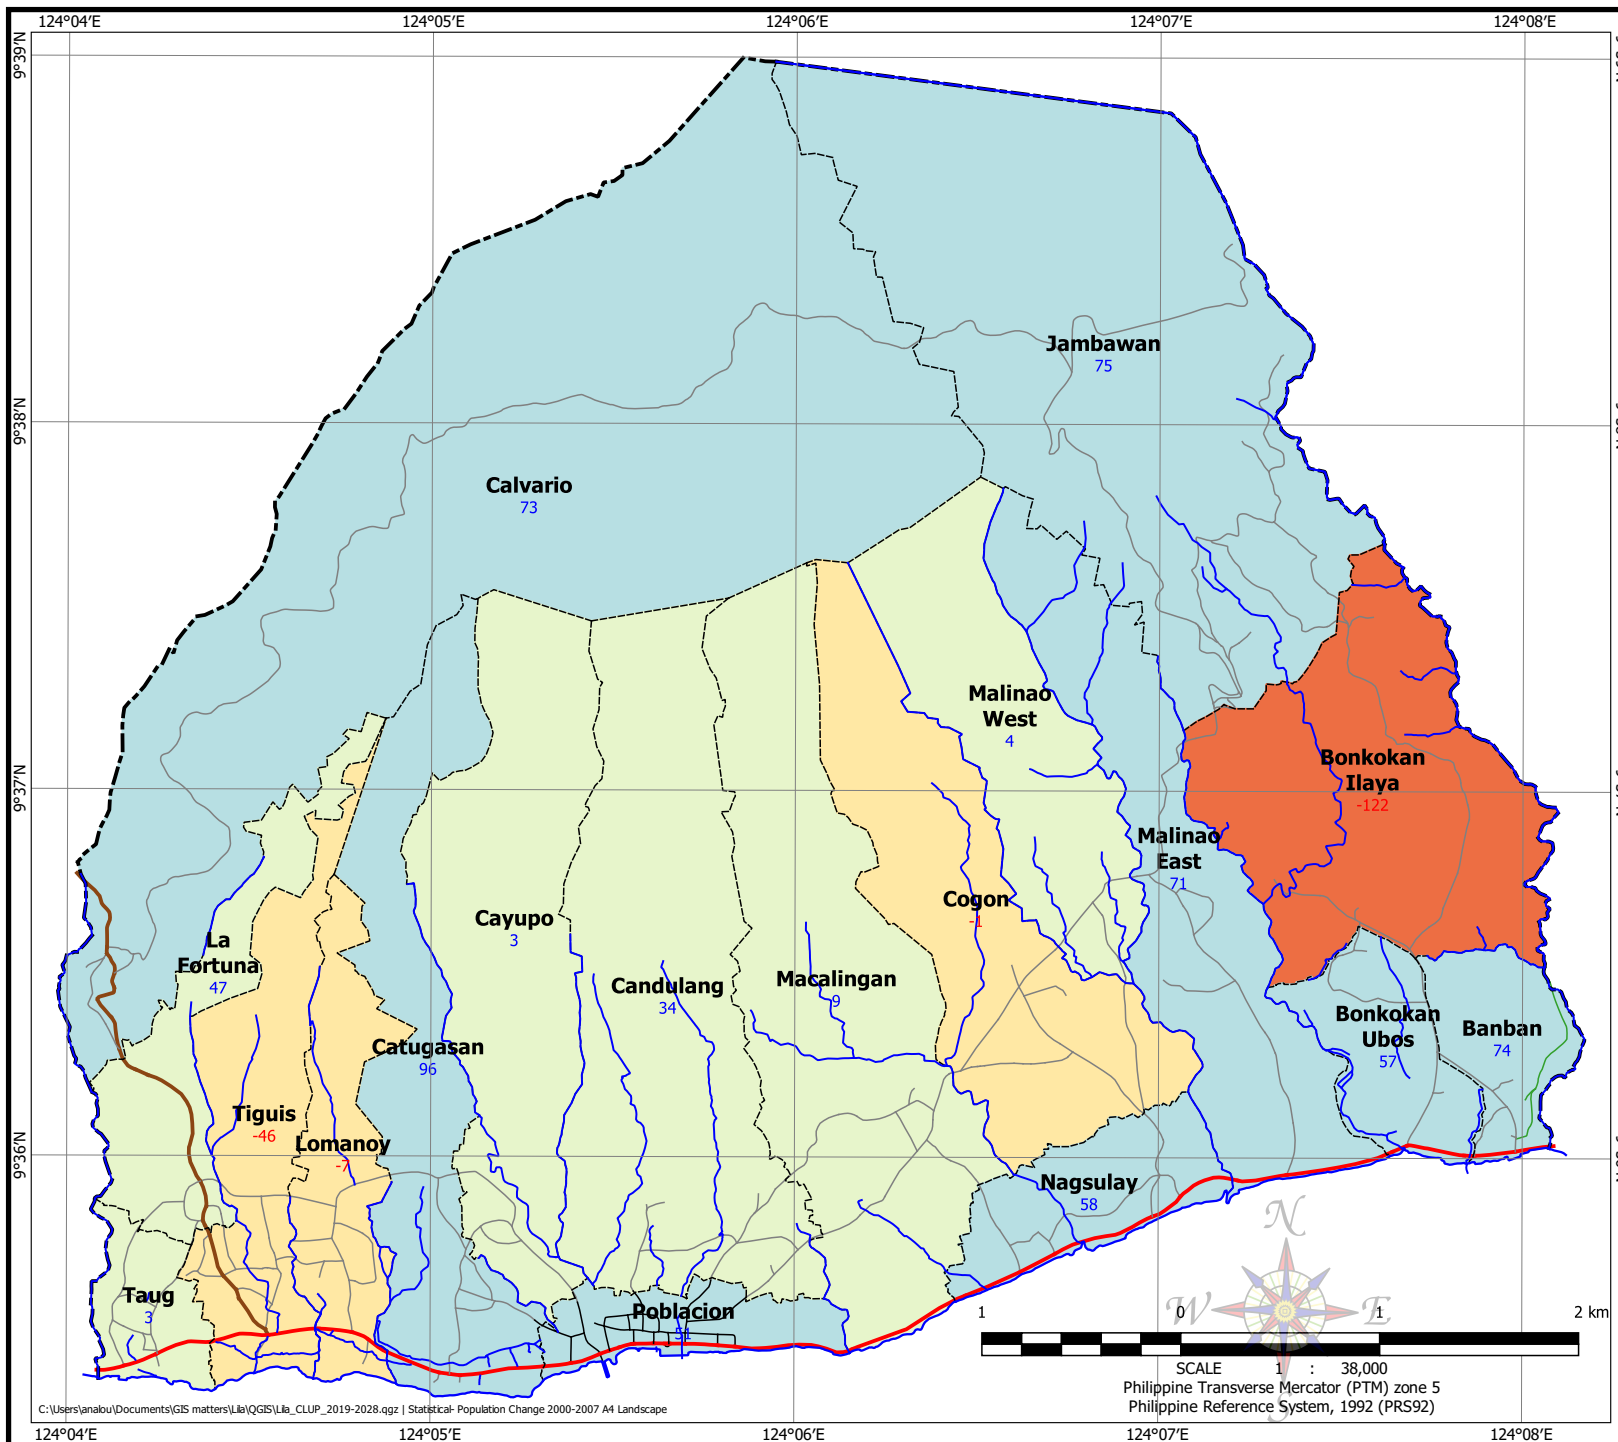 124°04'E 124°05'E 124°06'E 124°07'E 124°08'E
9°39'N
Jambawan
75
9°38'N
Calvario
73
Malinao
West
4
Bonkokan
Ilaya
-122
9°37'N
Malinao
East
71
Cogon
-1
Cayupo
3
La
Fortuna
47
Candulang
34
Macalingan
9
Bonkokan
Ubos
57
Banban
74
Catugasan
96
Tiguis
-46
Lomanoy
-7
9°36'N
Nagsulay
58
N
Taug
3
Poblacion
51
W E
1 0 1 2 km
SCALE 1 : 38,000
Philippine Transverse Mercator (PTM) zone 5
Philippine Reference System, 1992 (PRS92)
S
C:\Users\analou\Documents\GIS matters\Lila\QGIS\Lila_CLUP_2019-2028.qgz | Statistical- Population Change 2000-2007 A4 Landscape
124°04'E 124°05'E 124°06'E 124°07'E 124°08'E